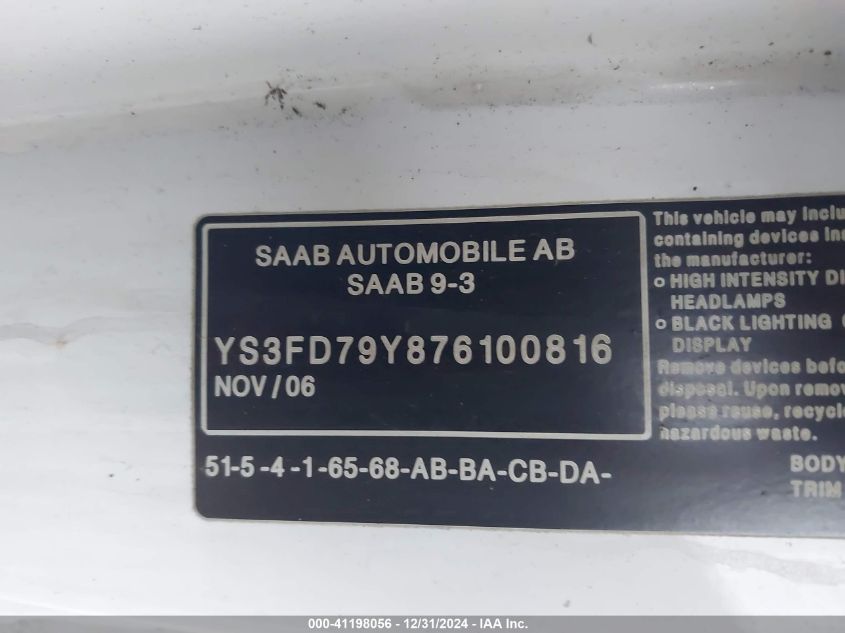 SAAB AUTOMOBILE AB
SAAB 9-3
YS3FD79Y876100816
NOV / 06
51-5-4-1-65-68-AB-BA-CB-DA-
This vehicle may inclu
containing devices in
the manufacturer:
o HIGH INTENSITY DI
HEADLAMPS
o BLACK LIGHTING
DISPLAY
Remove devices befo
disposal. Upon remov
please reuse, recycle
hazardous waste.
BODY
TRIM
000-41198056 - 12/31/2024 - IAA Inc.